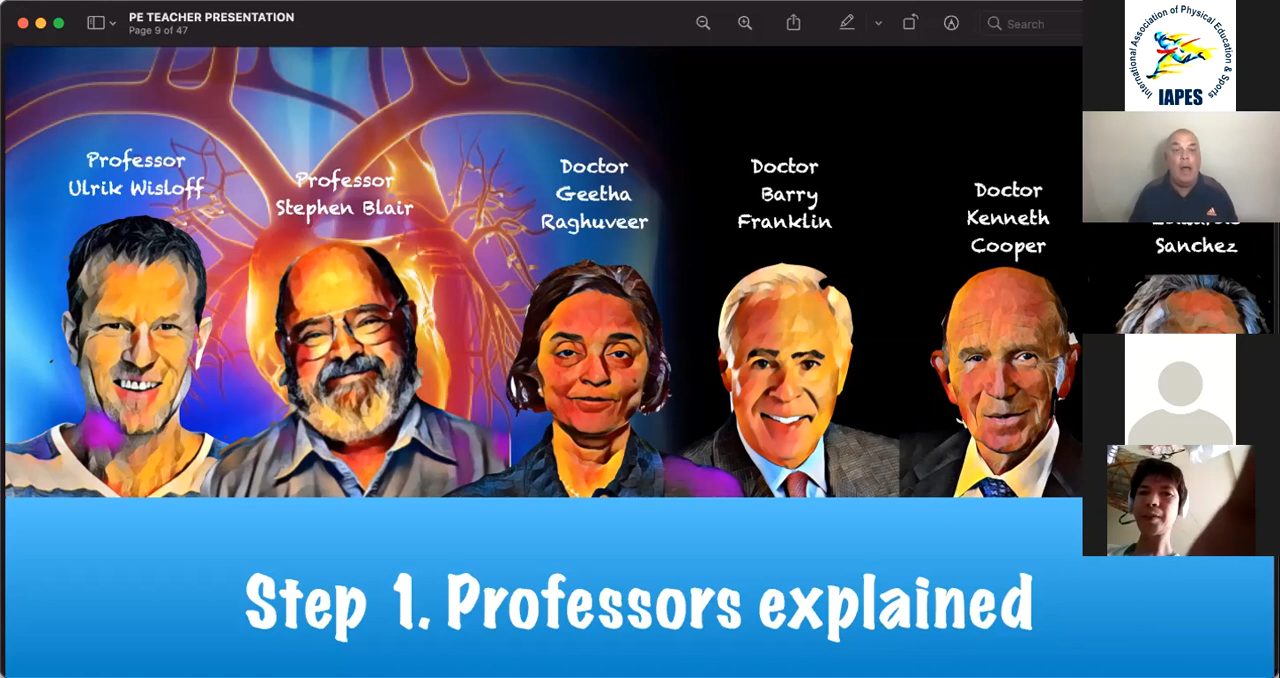 PE TEACHER PRESENTATION
Page 9 of 47
Search
International Association of Physical Education & Sports
IAPES
Professor
Ulrik Wisloff
Professor
Stephen Blair
Doctor
Geetha
Raghuveer
Doctor
Barry
Franklin
Doctor
Kenneth
Cooper
Sanchez
Step 1. Professors explained